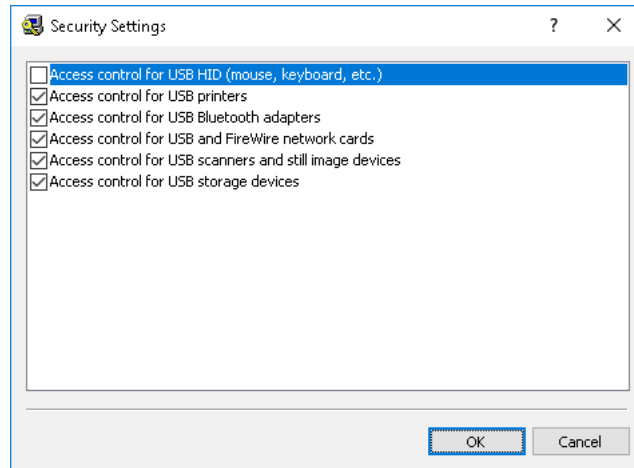 Security Settings
?
Access control for USB HID (mouse, keyboard, etc.)
Access control for USB printers
Access control for USB Bluetooth adapters
Access control for USB and FireWire network cards
Access control for USB scanners and still image devices
Access control for USB storage devices
OK
Cancel